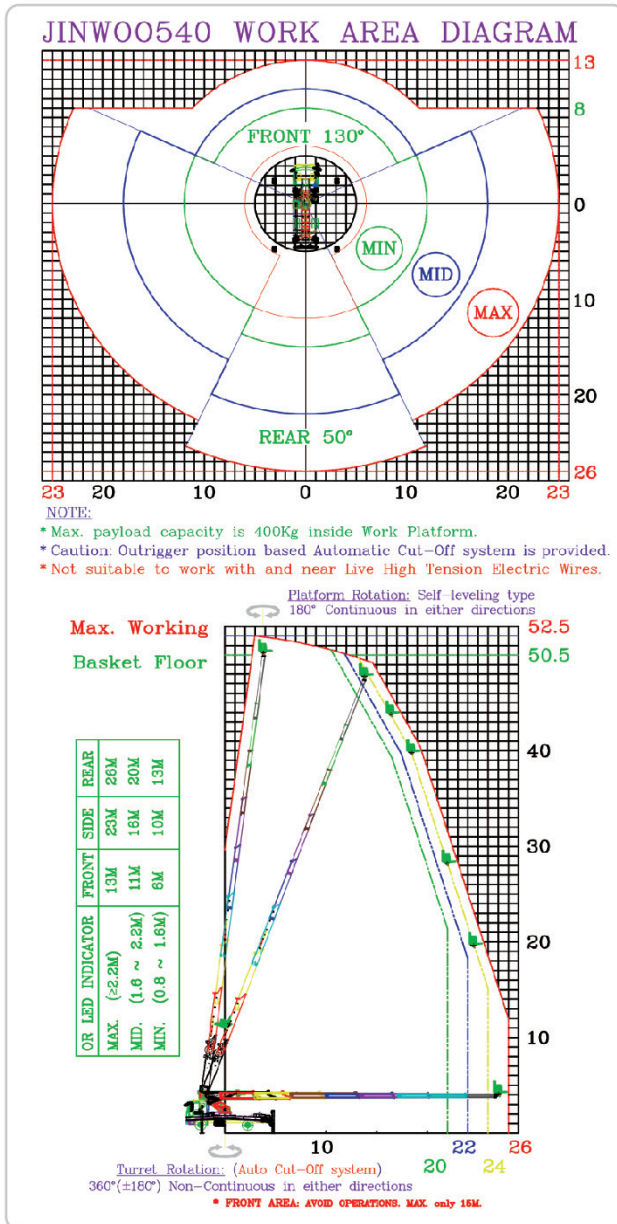 JINWOO540 WORK AREA DIAGRAM
13
8
FRONT 130°
0
MIN
MID
MAX
10
20
REAR 50°
26
23 20 10 0 10 20 23
NOTE:
* Max. payload capacity is 400Kg inside Work Platform.
* Caution: Outrigger position based Automatic Cut-Off system is provided.
* Not suitable to work with and near Live High Tension Electric Wires.
Platform Rotation: Self-leveling type
180° Continuous in either directions
Max. Working 52.5
Basket Floor 50.5
40
30
20
10
OR LED INDICATOR FRONT SIDE REAR
MAX. (≥2.2M) 13M 23M 26M
MID. (1.6 ~ 2.2M) 11M 16M 20M
MIN. (0.8 ~ 1.6M) 6M 10M 13M
10 20 22 24 26
Turret Rotation: (Auto Cut-Off system)
360°(±180°) Non-Continuous in either directions
* FRONT AREA: AVOID OPERATIONS. MAX. only 15M.